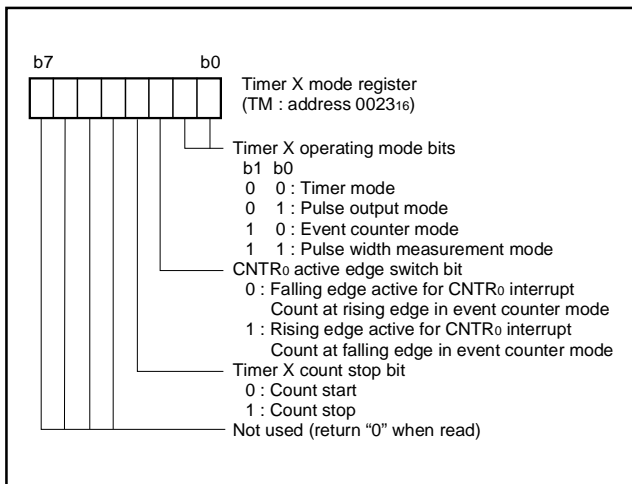 b7 b0
Timer X mode register
(TM : address 002316)
Timer X operating mode bits
b1 b0
0 0 : Timer mode
0 1 : Pulse output mode
1 0 : Event counter mode
1 1 : Pulse width measurement mode
CNTR0 active edge switch bit
0 : Falling edge active for CNTR0 interrupt
Count at rising edge in event counter mode
1 : Rising edge active for CNTR0 interrupt
Count at falling edge in event counter mode
Timer X count stop bit
0 : Count start
1 : Count stop
Not used (return “0” when read)